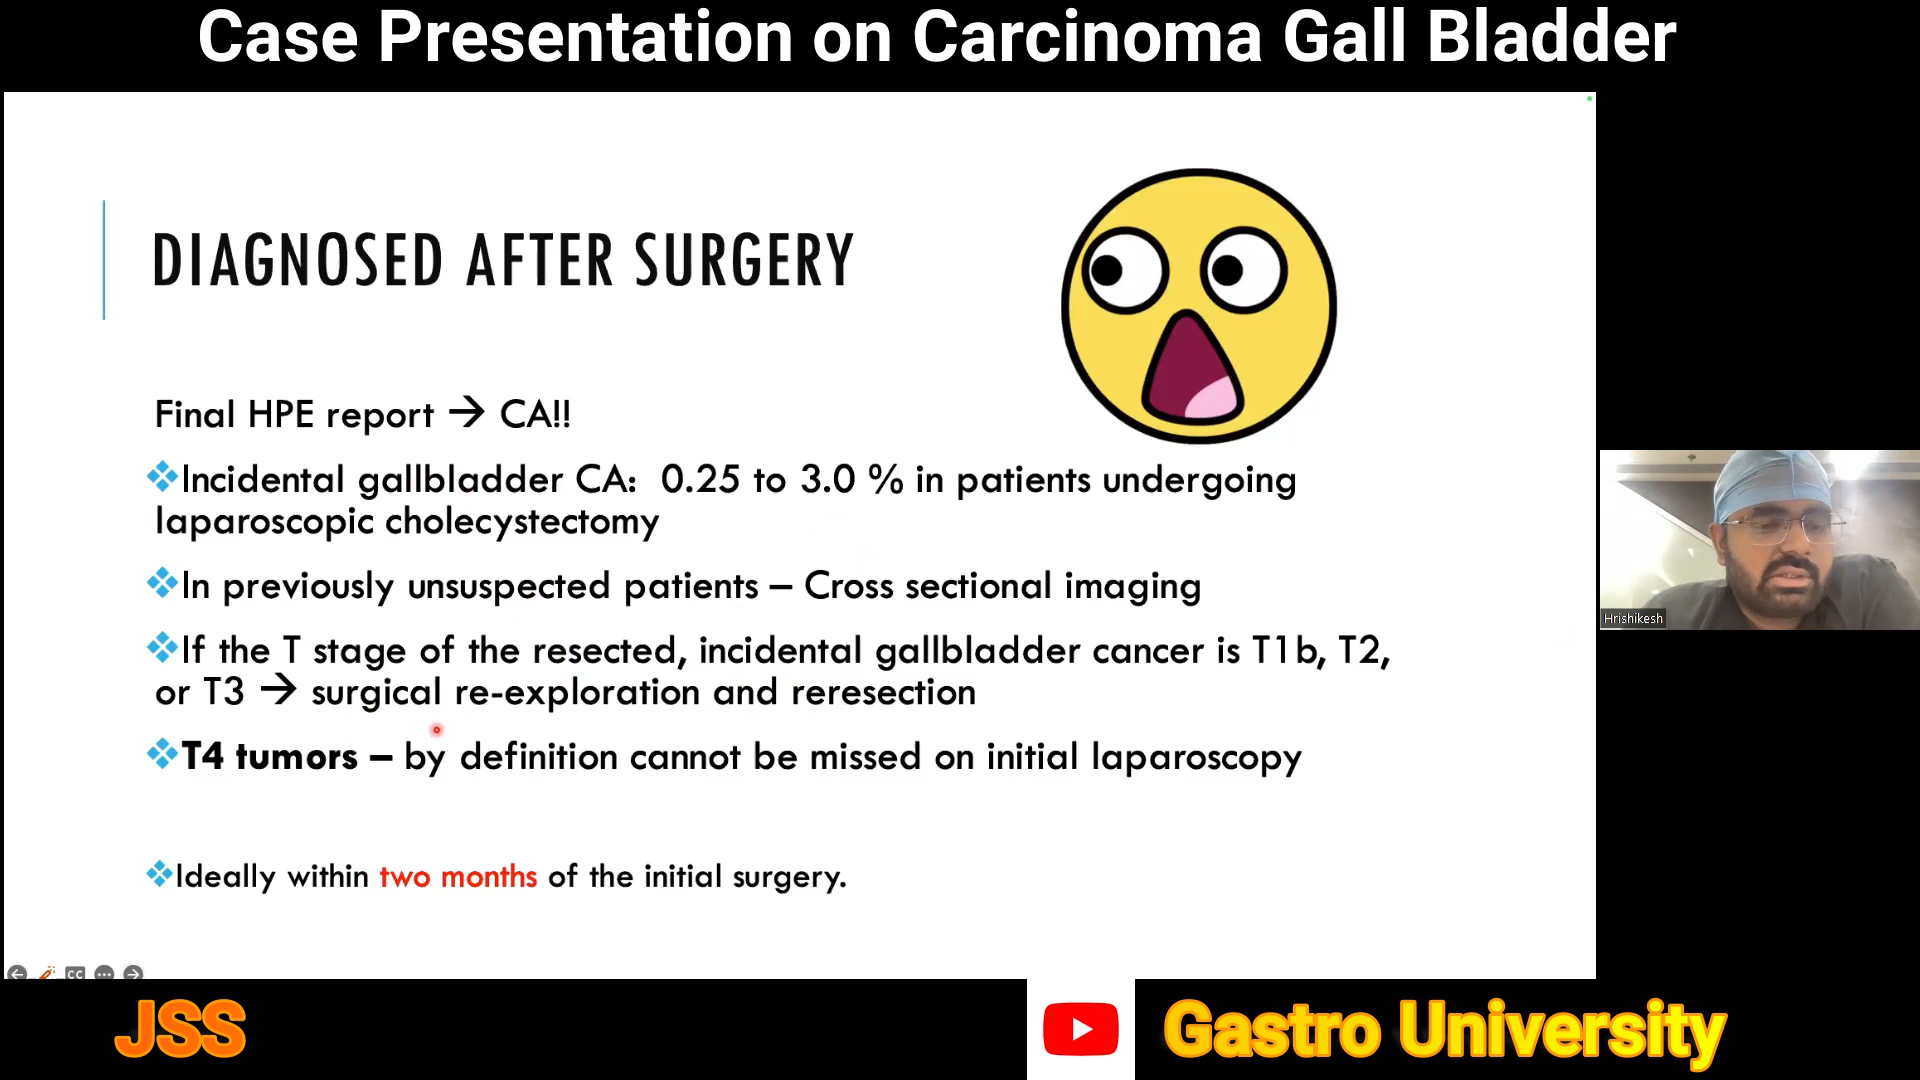 Case Presentation on Carcinoma Gall Bladder
DIAGNOSED AFTER SURGERY
Final HPE report → CA!!
❖Incidental gallbladder CA: 0.25 to 3.0 % in patients undergoing
laparoscopic cholecystectomy
❖In previously unsuspected patients – Cross sectional imaging
❖If the T stage of the resected, incidental gallbladder cancer is T1b, T2,
or T3 → surgical re-exploration and reresection
❖T4 tumors – by definition cannot be missed on initial laparoscopy
❖Ideally within two months of the initial surgery.
Hrishikesh
CC
JSS
Gastro University